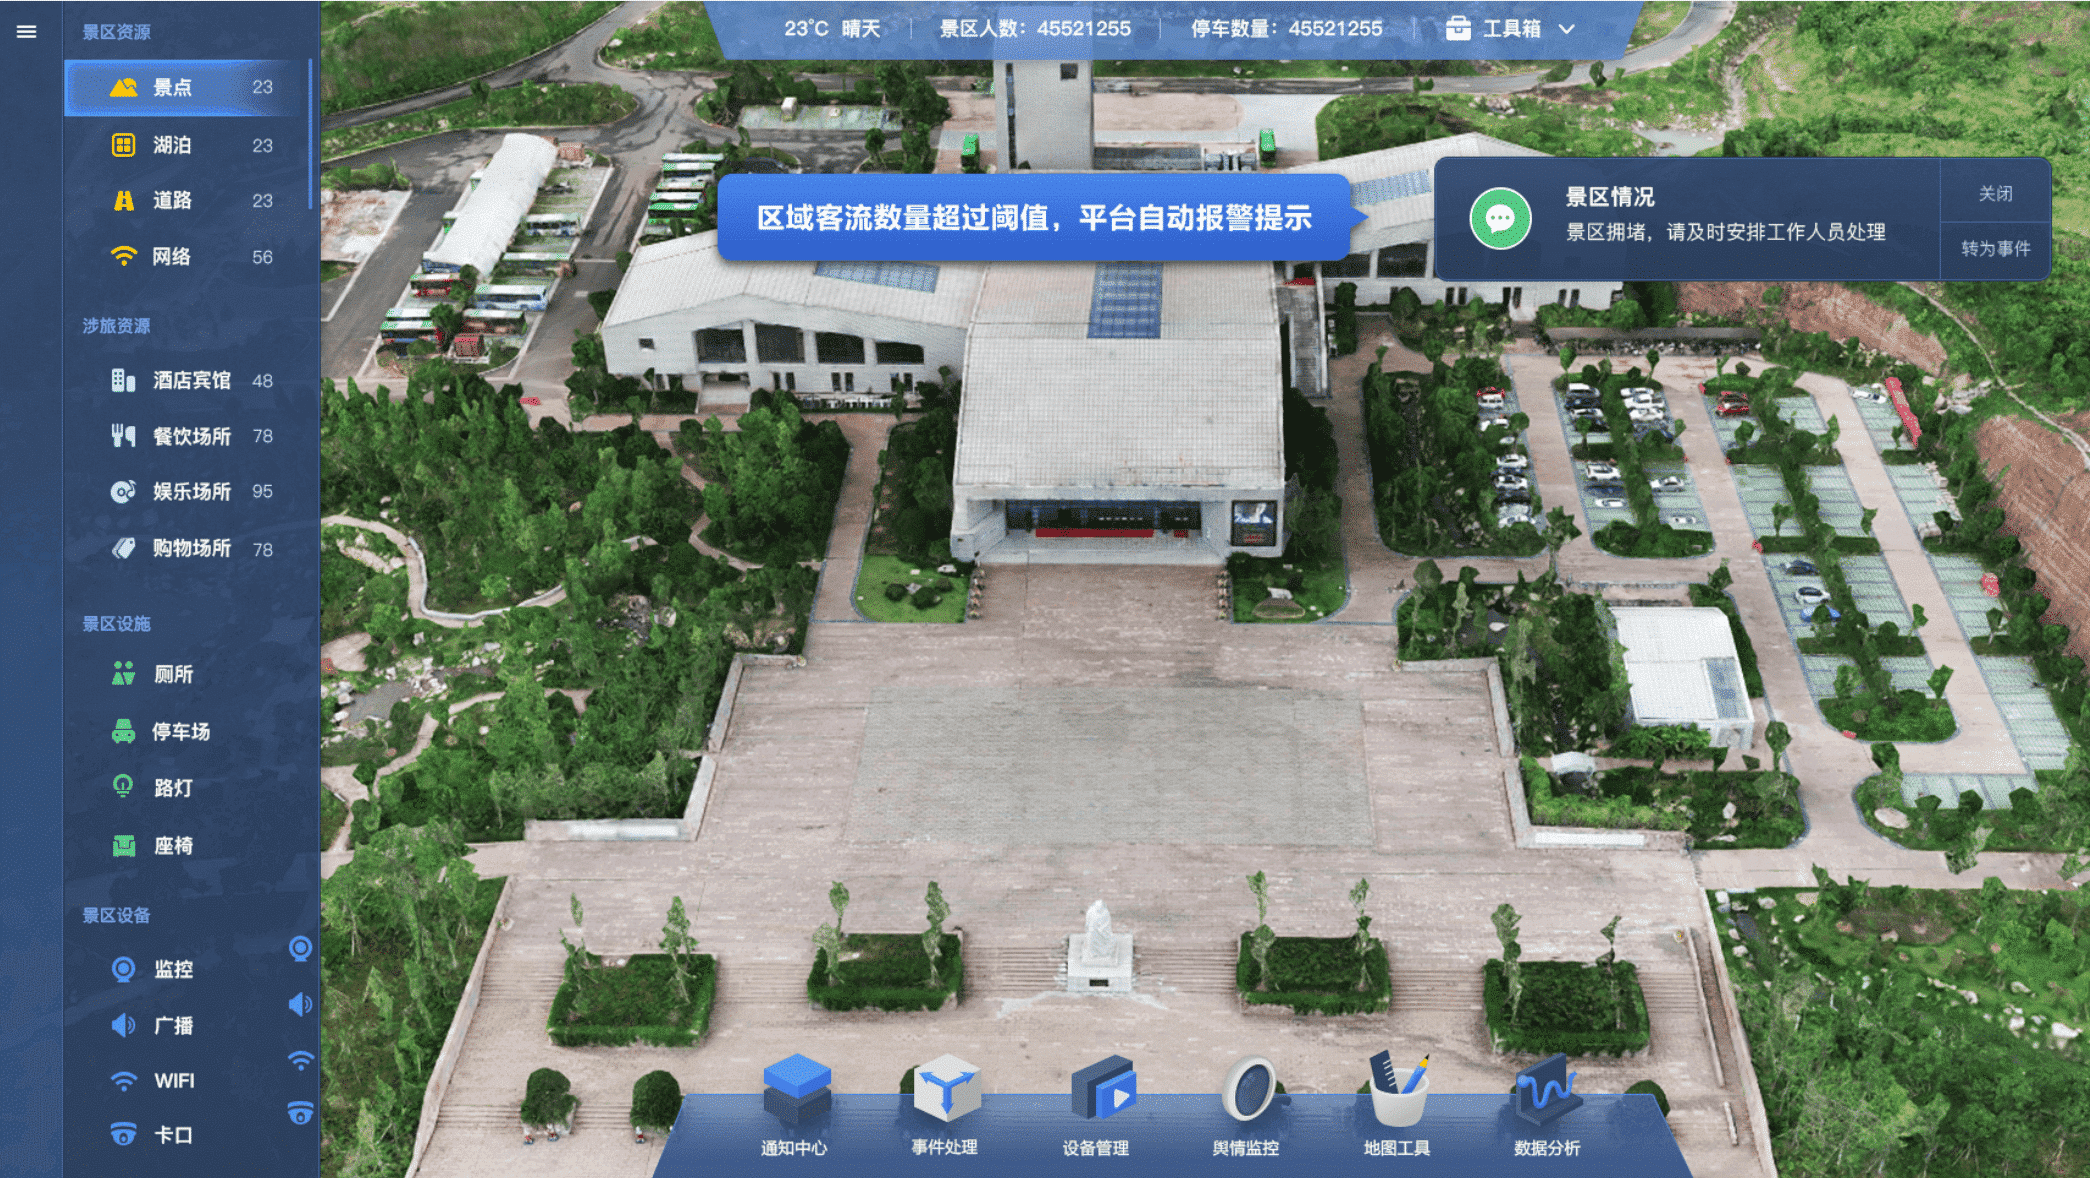 景区资源
景点 23
湖泊 23
道路 23
网络 56
涉旅资源
酒店宾馆 48
餐饮场所 78
娱乐场所 95
购物场所 78
景区设施
厕所
停车场
路灯
座椅
景区设备
监控
广播
WIFI
卡口
23℃ 晴天
景区人数：45521255
停车数量：45521255
工具箱
区域客流数量超过阈值，平台自动报警提示
景区情况
景区拥堵，请及时安排工作人员处理
关闭
转为事件
通知中心
事件处理
设备管理
舆情监控
地图工具
数据分析